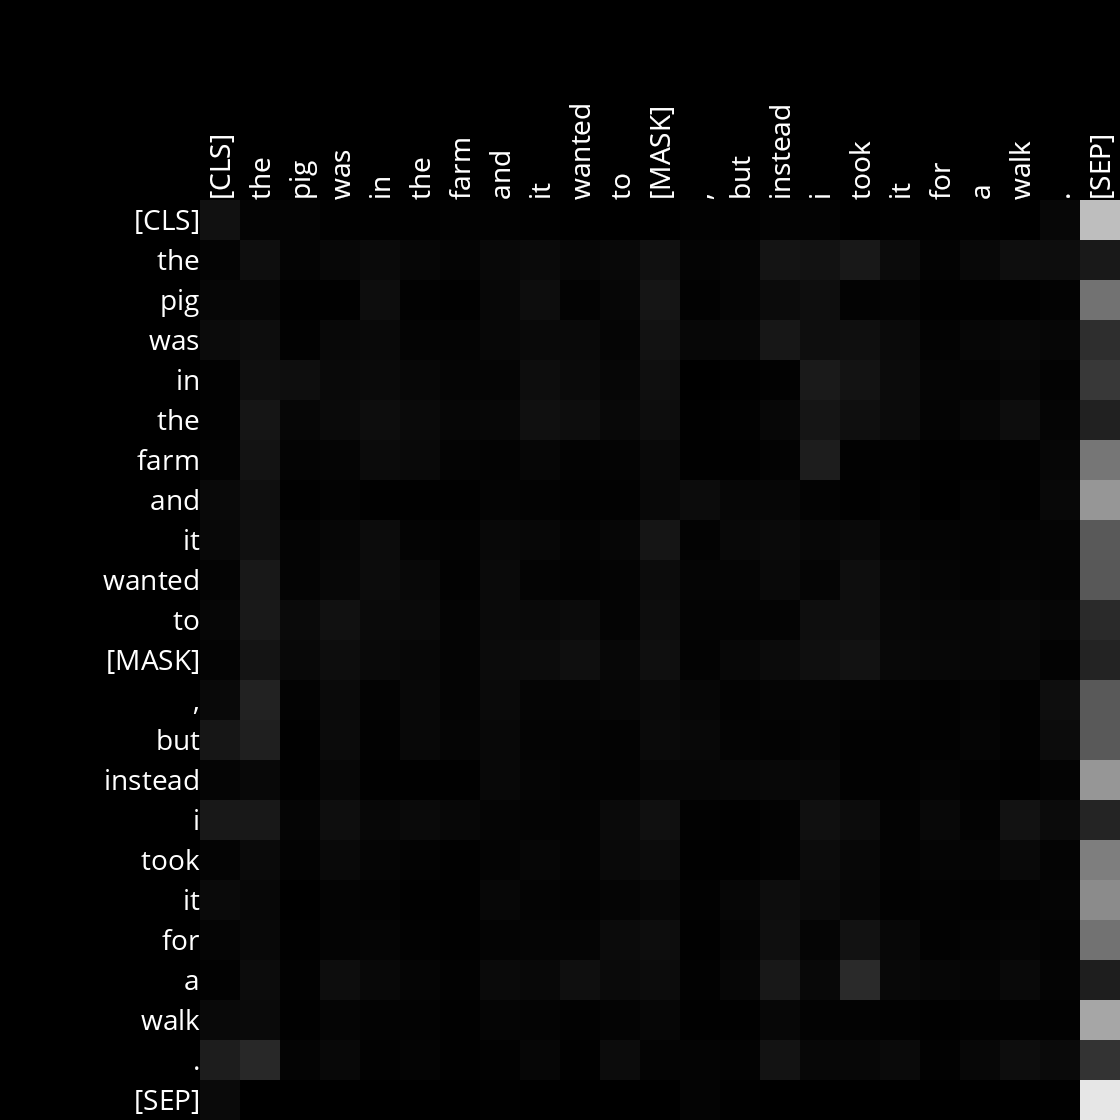 [CLS] the pig was in the farm and it wanted to [MASK] , but instead i took it for a walk . [SEP]
[CLS]
the
pig
was
in
the
farm
and
it
wanted
to
[MASK]
,
but
instead
i
took
it
for
a
walk
.
[SEP]